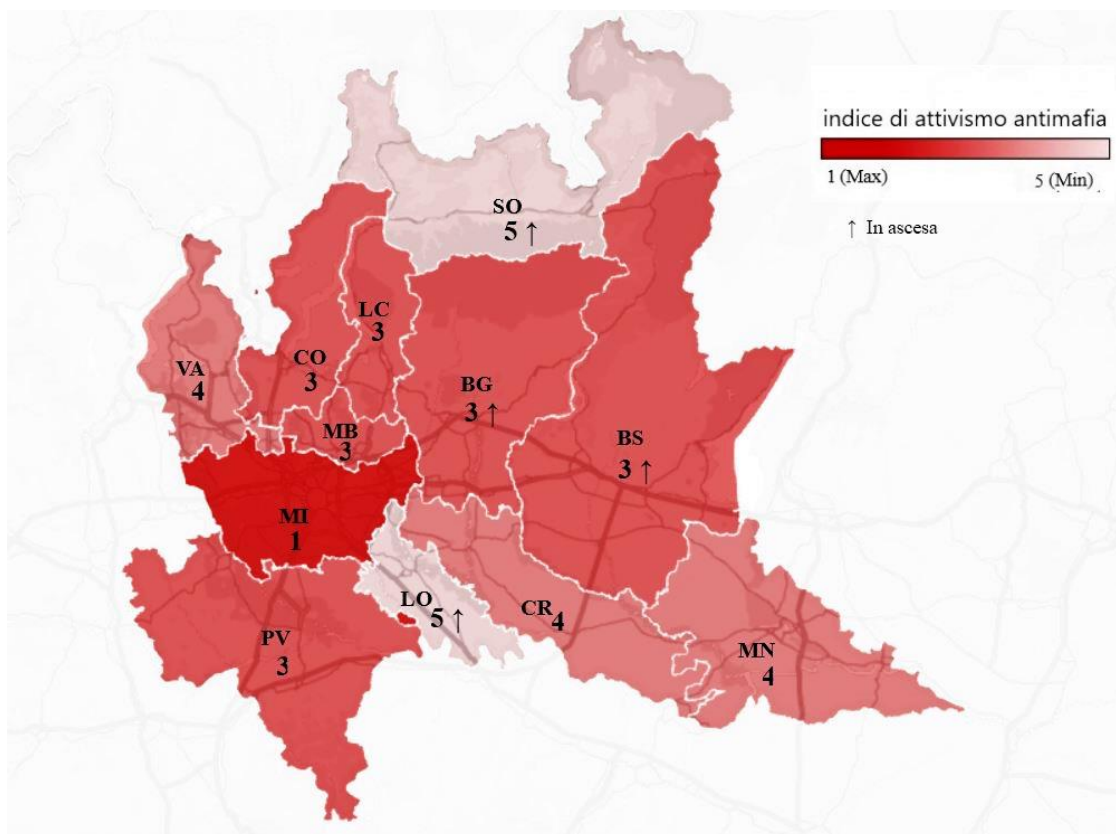 indice di attivismo antimafia
1 (Max)
5 (Min)
↑ In ascesa
SO
5 ↑
LC
3
VA
4
CO
3
BG
3 ↑
MB
3
BS
3 ↑
MI
1
LO
5 ↑
CR 4
PV
3
MN
4